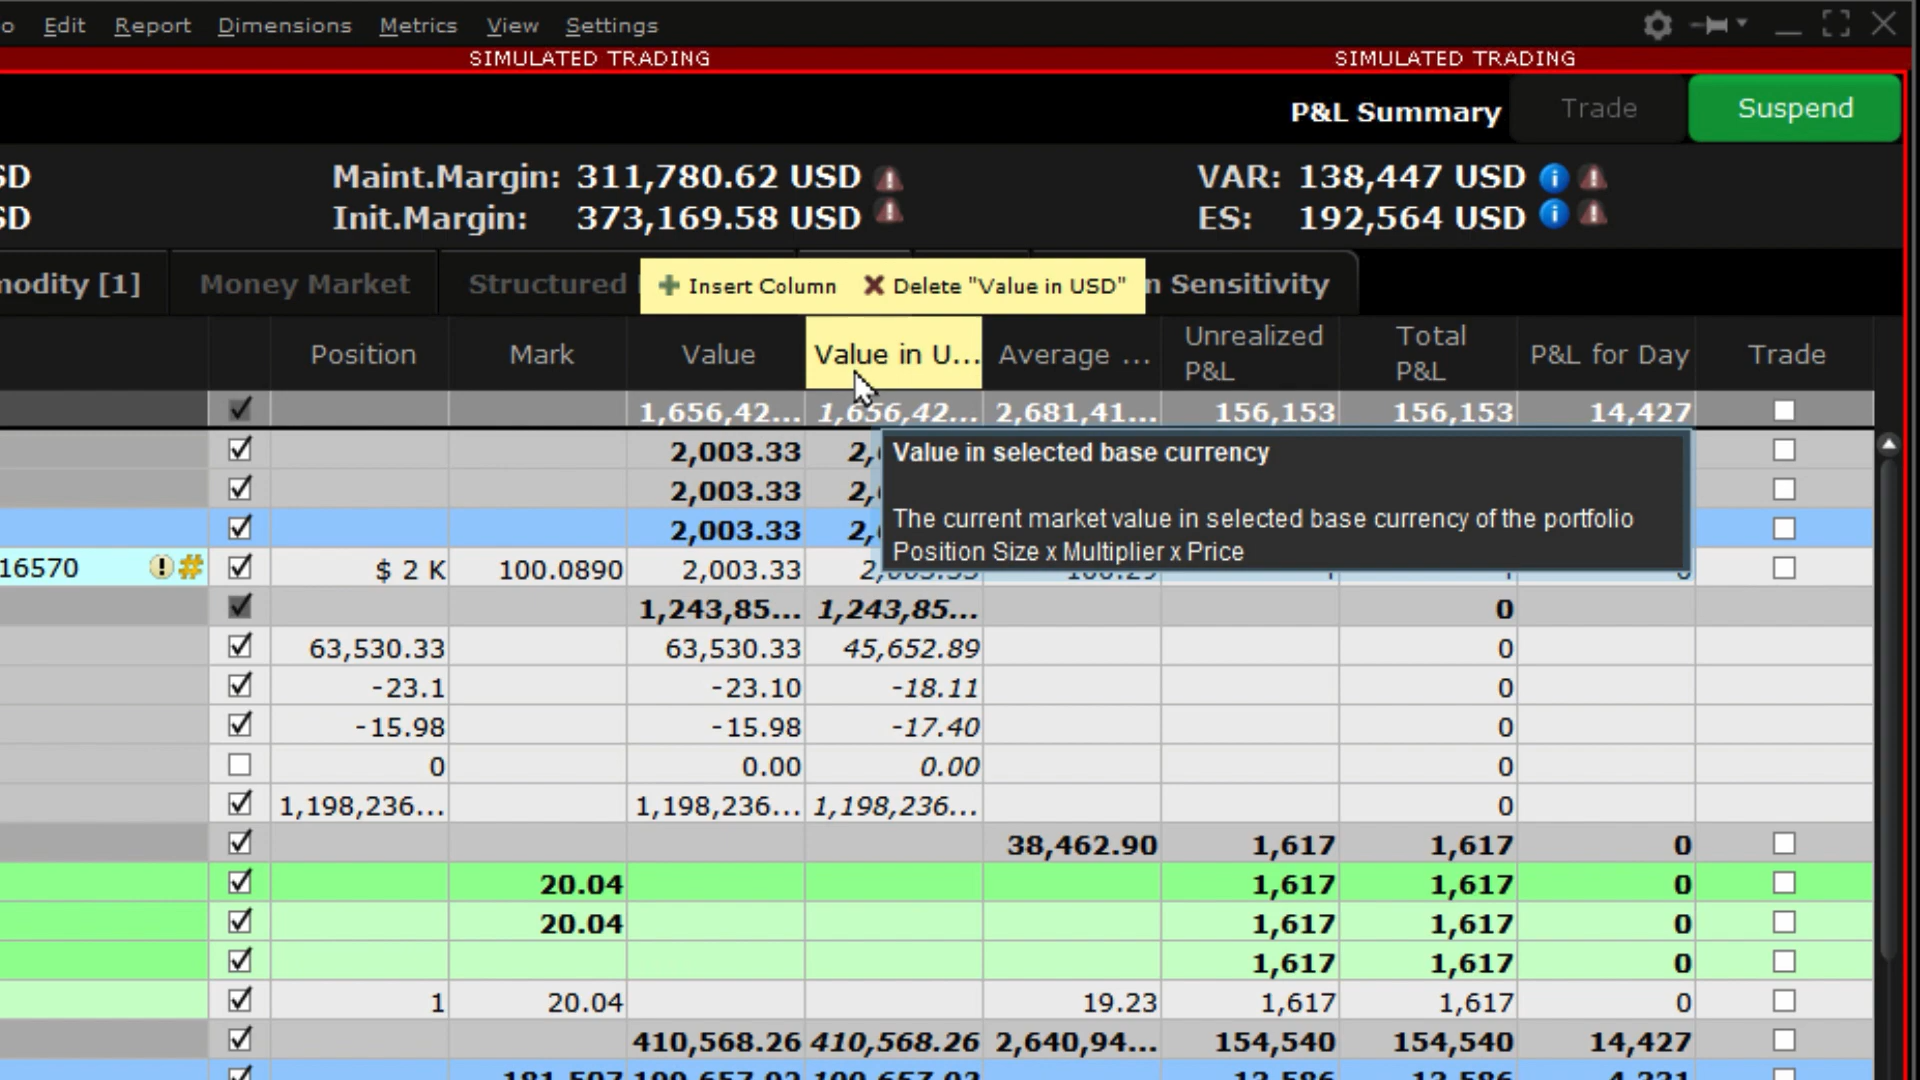 o Edit Report Dimensions Metrics View Settings
SIMULATED TRADING SIMULATED TRADING
P&L Summary Trade Suspend
SD Maint.Margin: 311,780.62 USD VAR: 138,447 USD
SD Init.Margin: 373,169.58 USD ES: 192,564 USD
modity [1] Money Market Structured Insert Column Delete "Value in USD" n Sensitivity
Position Mark Value Value in U... Average ... Unrealized P&L Total P&L P&L for Day Trade
1,656,42... 1,656,42... 2,681,41... 156,153 156,153 14,427
2,003.33 2,
2,003.33 2,
2,003.33 2,
Value in selected base currency
The current market value in selected base currency of the portfolio
Position Size x Multiplier x Price
16570 $ 2 K 100.0890 2,003.33
1,243,85... 1,243,85... 0
63,530.33 63,530.33 45,652.89 0
-23.1 -23.10 -18.11 0
-15.98 -15.98 -17.40 0
0 0.00 0.00 0
1,198,236... 1,198,236... 1,198,236... 0
38,462.90 1,617 1,617 0
20.04 1,617 1,617 0
20.04 1,617 1,617 0
1,617 1,617 0
1 20.04 19.23 1,617 1,617 0
410,568.26 410,568.26 2,640,94... 154,540 154,540 14,427